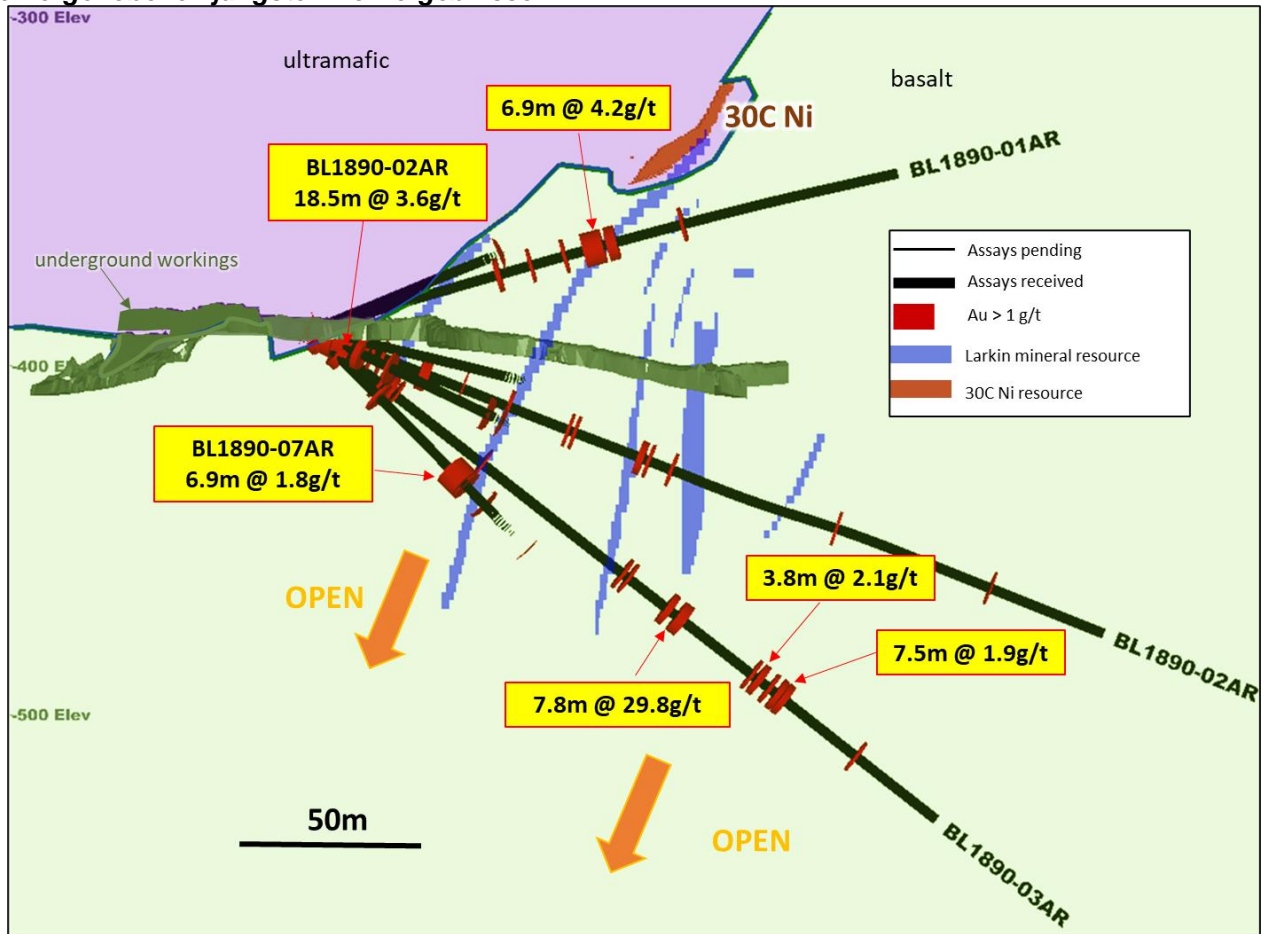 -300 Elev
ultramafic
basalt
6.9m @ 4.2g/t
30C Ni
BL1890-01AR
BL1890-02AR
18.5m @ 3.6g/t
underground workings
Assays pending
Assays received
Au > 1 g/t
Larkin mineral resource
30C Ni resource
-400 Elev
BL1890-07AR
6.9m @ 1.8g/t
OPEN
3.8m @ 2.1g/t
7.5m @ 1.9g/t
BL1890-02AR
7.8m @ 29.8g/t
-500 Elev
50m
OPEN
BL1890-03AR